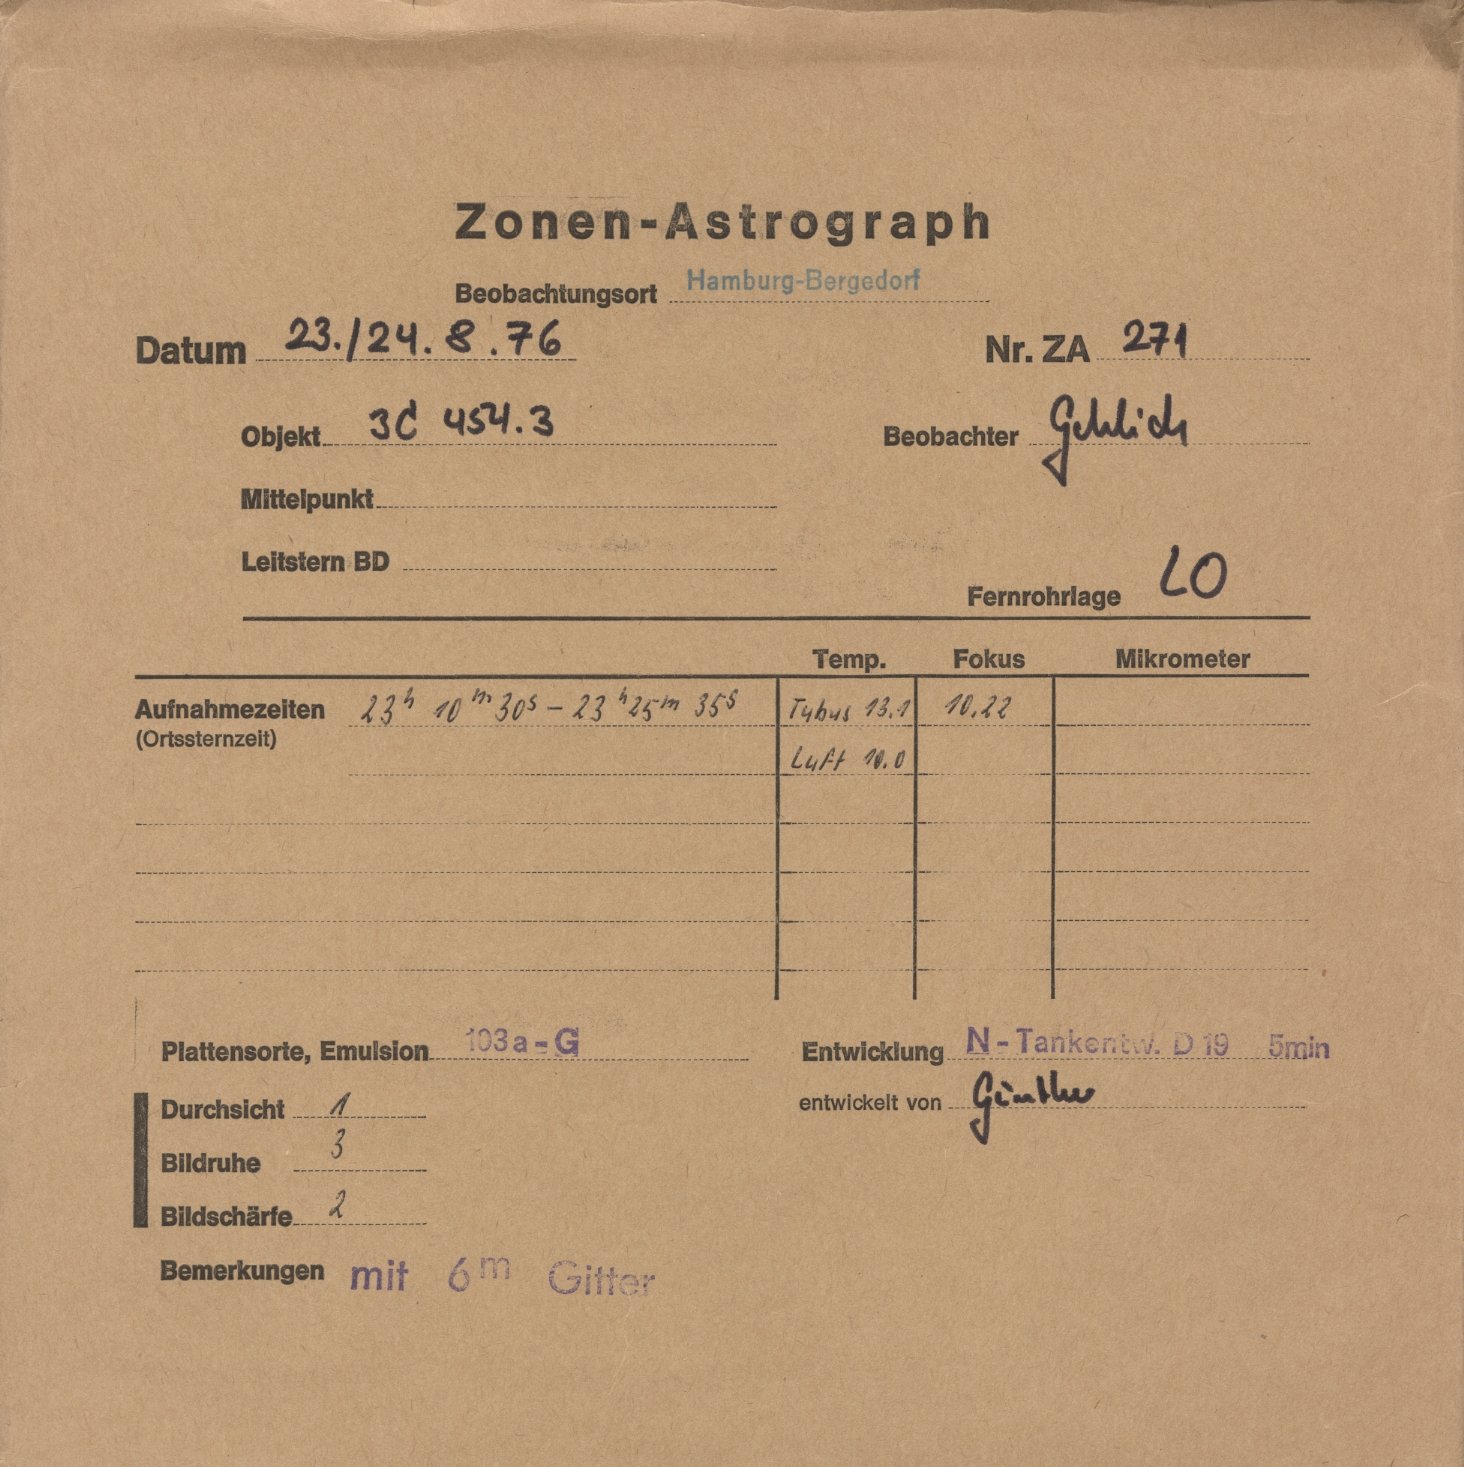 Zonen-Astrograph
Beobachtungsort Hamburg-Bergedorf
Datum 23./24.8.76 Nr. ZA 271
Objekt 3C 454.3 Beobachter Gehlich
Mittelpunkt
Leitstern BD
Fernrohrlage LO
Temp. Fokus Mikrometer
Aufnahmezeiten 23h 10m 30s – 23h 25m 35s Tubus 13.1 10.22
(Ortssternzeit)
Luft 10.0
Plattensorte, Emulsion 103a-G Entwicklung N-Tankentw. D 19 5min
Durchsicht 1 entwickelt von Günther
Bildruhe 3
Bildschärfe 2
Bemerkungen mit 6m Gitter